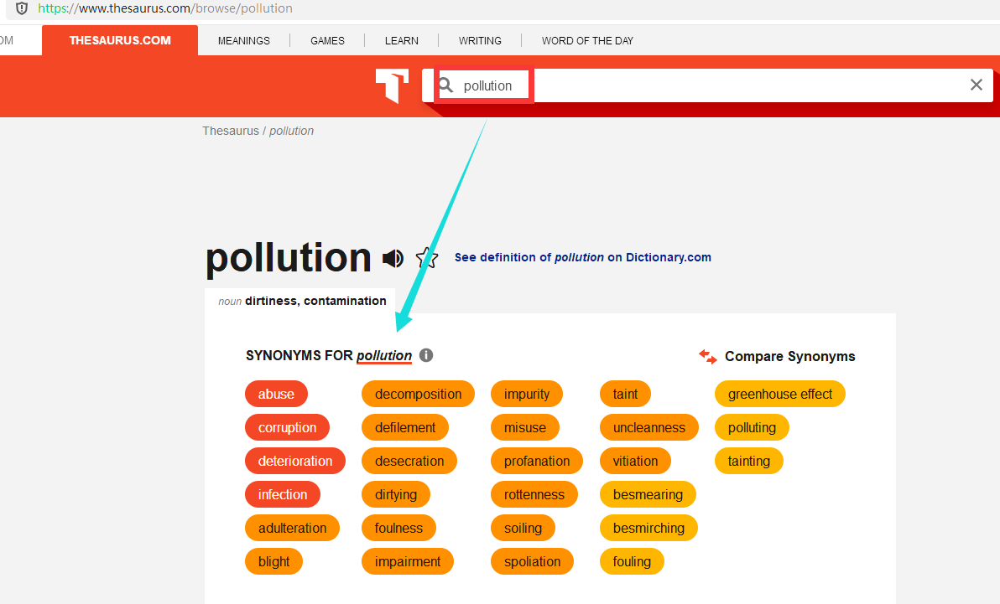 https://www.thesaurus.com/browse/pollution
OM
THESAURUS.COM
MEANINGS
GAMES
LEARN
WRITING
WORD OF THE DAY
pollution
Thesaurus / pollution
pollution
See definition of pollution on Dictionary.com
noun dirtiness, contamination
SYNONYMS FOR pollution
Compare Synonyms
abuse decomposition impurity taint greenhouse effect
corruption defilement misuse uncleanness polluting
deterioration desecration profanation vitiation tainting
infection dirtying rottenness besmearing
adulteration foulness soiling besmirching
blight impairment spoliation fouling